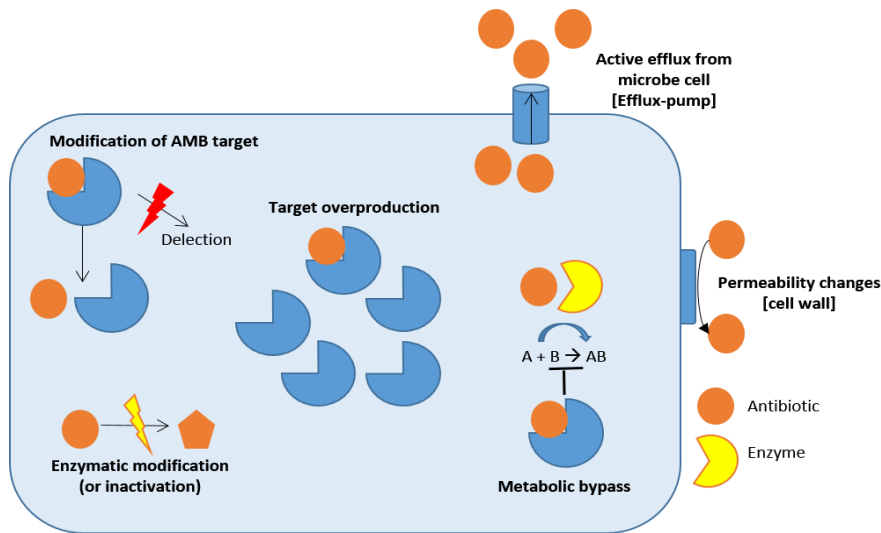 Active efflux from
microbe cell
[Efflux-pump]
Modification of AMB target
Delection
Target overproduction
Permeability changes
[cell wall]
A + B → AB
Antibiotic
Enzyme
Enzymatic modification
(or inactivation)
Metabolic bypass